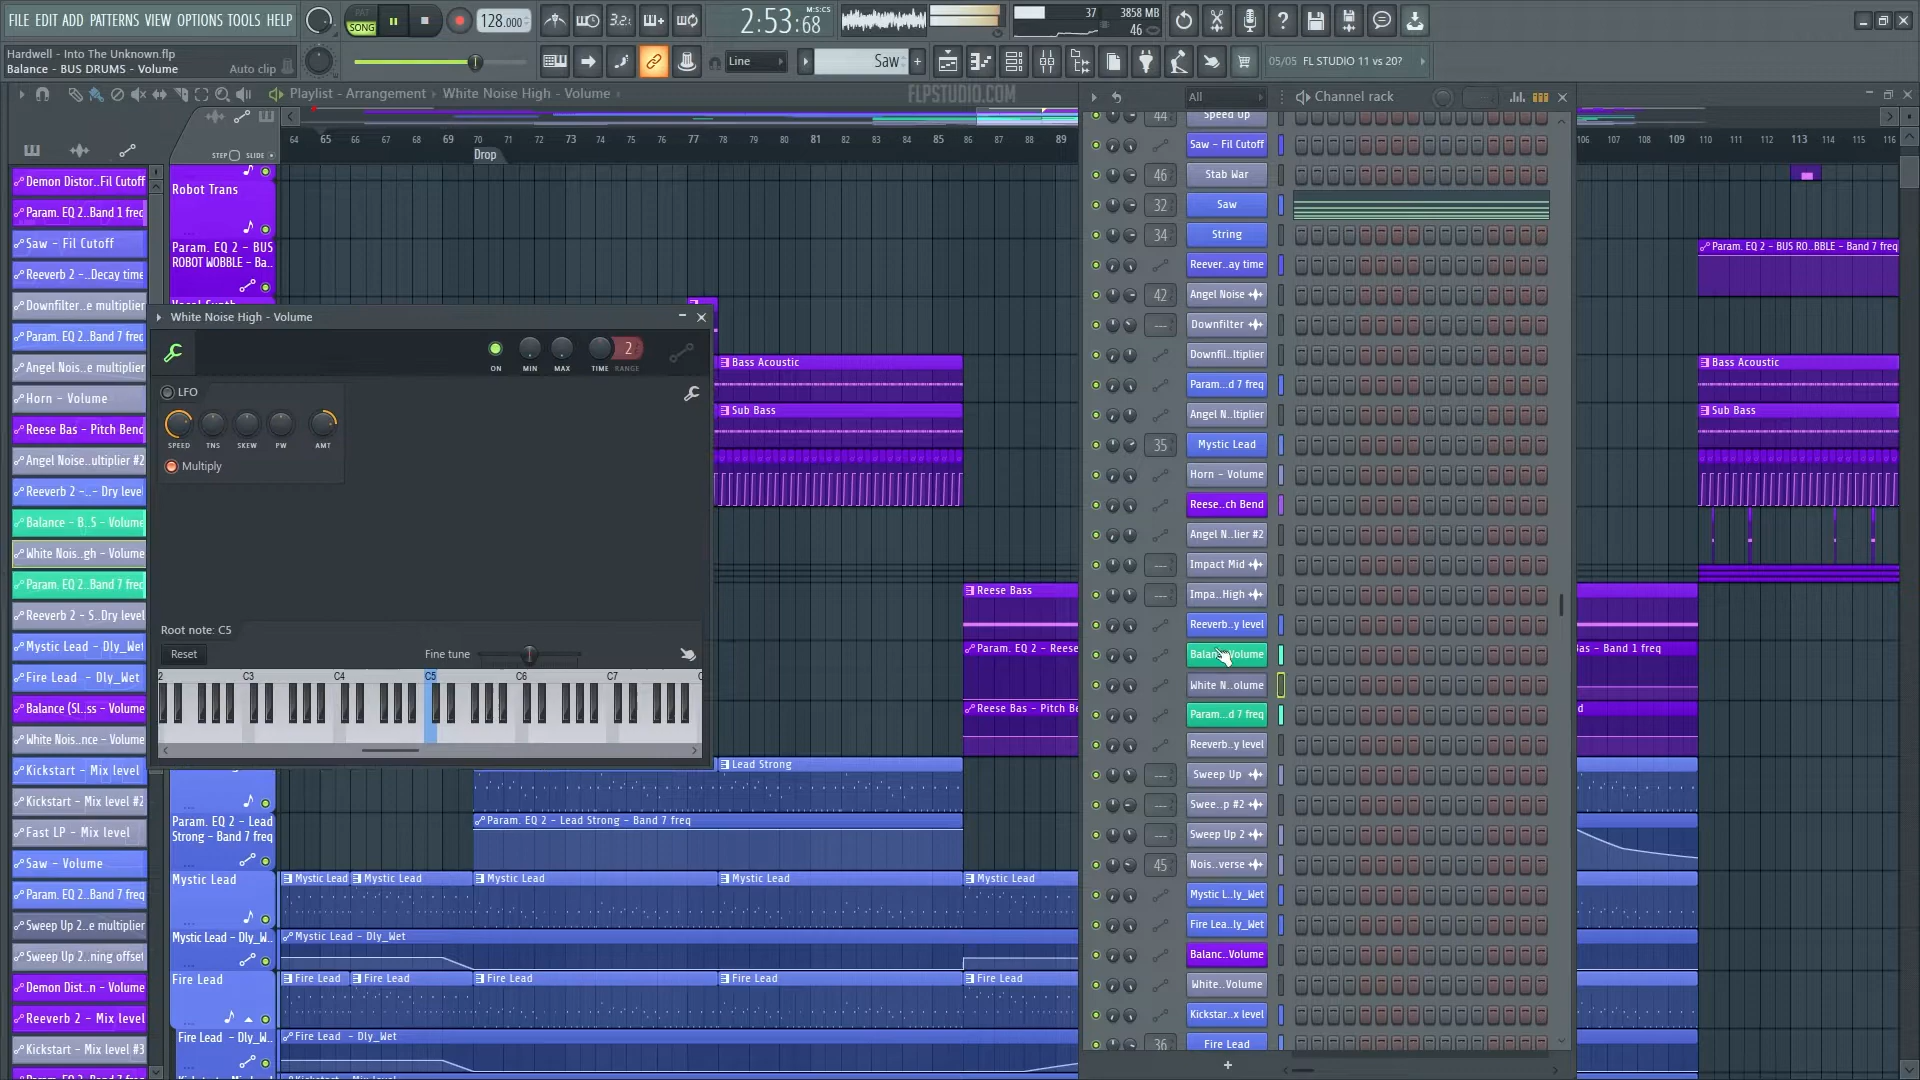 FILE EDIT ADD PATTERNS VIEW OPTIONS TOOLS HELP
PAT
SONG
128.000
3.2.
2:53:68
M:S:CS
37
3858 MB
46
Hardwell - Into The Unknown.flp
Balance - BUS DRUMS - Volume
Auto clip
Line
Saw
05/05 FL STUDIO 11 vs 20?
Playlist - Arrangement › White Noise High - Volume ›
FLPSTUDIO.COM
All
Channel rack
STEP
SLIDE
64 65 66 67 68 69 70 71 72 73 74 75 76 77 78 79 80 81 82 83 84 85 86 87 88 89
106 107 108 109 110 111 112 113 114 115 116
Drop
Demon Distor..Fil Cutoff
Param. EQ 2..Band 1 freq
Saw - Fil Cutoff
Reeverb 2 -..Decay time
Downfilter..e multiplier
Param. EQ 2..Band 7 freq
Angel Nois..e multiplier
Horn - Volume
Reese Bas - Pitch Bend
Angel Noise..ultiplier #2
Reeverb 2 -..- Dry level
Balance - B..S - Volume
White Nois..gh - Volume
Param. EQ 2..Band 7 freq
Reeverb 2 - S..Dry level
Mystic Lead - Dly_Wet
Fire Lead - Dly_Wet
Balance (Sl..ss - Volume
White Nois..nce - Volume
Kickstart - Mix level
Kickstart - Mix level #2
Fast LP - Mix level
Saw - Volume
Param. EQ 2..Band 7 freq
Sweep Up 2..e multiplier
Sweep Up 2..ning offset
Demon Dist..n - Volume
Reeverb 2 - Mix level
Kickstart - Mix level #3
Robot Trans
Param. EQ 2 - BUS
ROBOT WOBBLE - Ba..
Vocal Synth
White Noise High - Volume
ON
MIN
MAX
TIME
2
RANGE
LFO
SPEED
TNS
SKEW
PW
AMT
Multiply
Root note: C5
Reset
Fine tune
2
C3
C4
C5
C6
C7
Bass Acoustic
Sub Bass
Reese Bass
Param. EQ 2 - Reese
Reese Bas - Pitch Be
Lead Strong
Param. EQ 2 - Lead
Strong - Band 7 freq
Param. EQ 2 - Lead Strong - Band 7 freq
Mystic Lead
Mystic Lead
Mystic Lead
Mystic Lead
Mystic Lead
Mystic Lead
Mystic Lead - Dly_W..
Mystic Lead - Dly_Wet
Fire Lead
Fire Lead
Fire Lead
Fire Lead
Fire Lead
Fire Lead
Fire Lead - Dly_W..
Fire Lead - Dly_Wet
44 Speed Up
Saw - Fil Cutoff
46 Stab War
32 Saw
34 String
Reever..ay time
42 Angel Noise
--- Downfilter
Downfil..ltiplier
Param...d 7 freq
Angel N..ltiplier
35 Mystic Lead
Horn - Volume
Reese..ch Bend
Angel N..lier #2
--- Impact Mid
--- Impa..High
Reeverb..y level
Balan Volume
White N..olume
Param...d 7 freq
Reeverb..y level
--- Sweep Up
--- Swee..p #2
--- Sweep Up 2
45 Nois..verse
Mystic L..ly_Wet
Fire Lea..ly_Wet
Balanc..Volume
White..Volume
Kickstar..x level
36 Fire Lead
+
Param. EQ 2 - BUS RO..BBLE - Band 7 freq
Bass Acoustic
Sub Bass
as - Band 1 freq
d